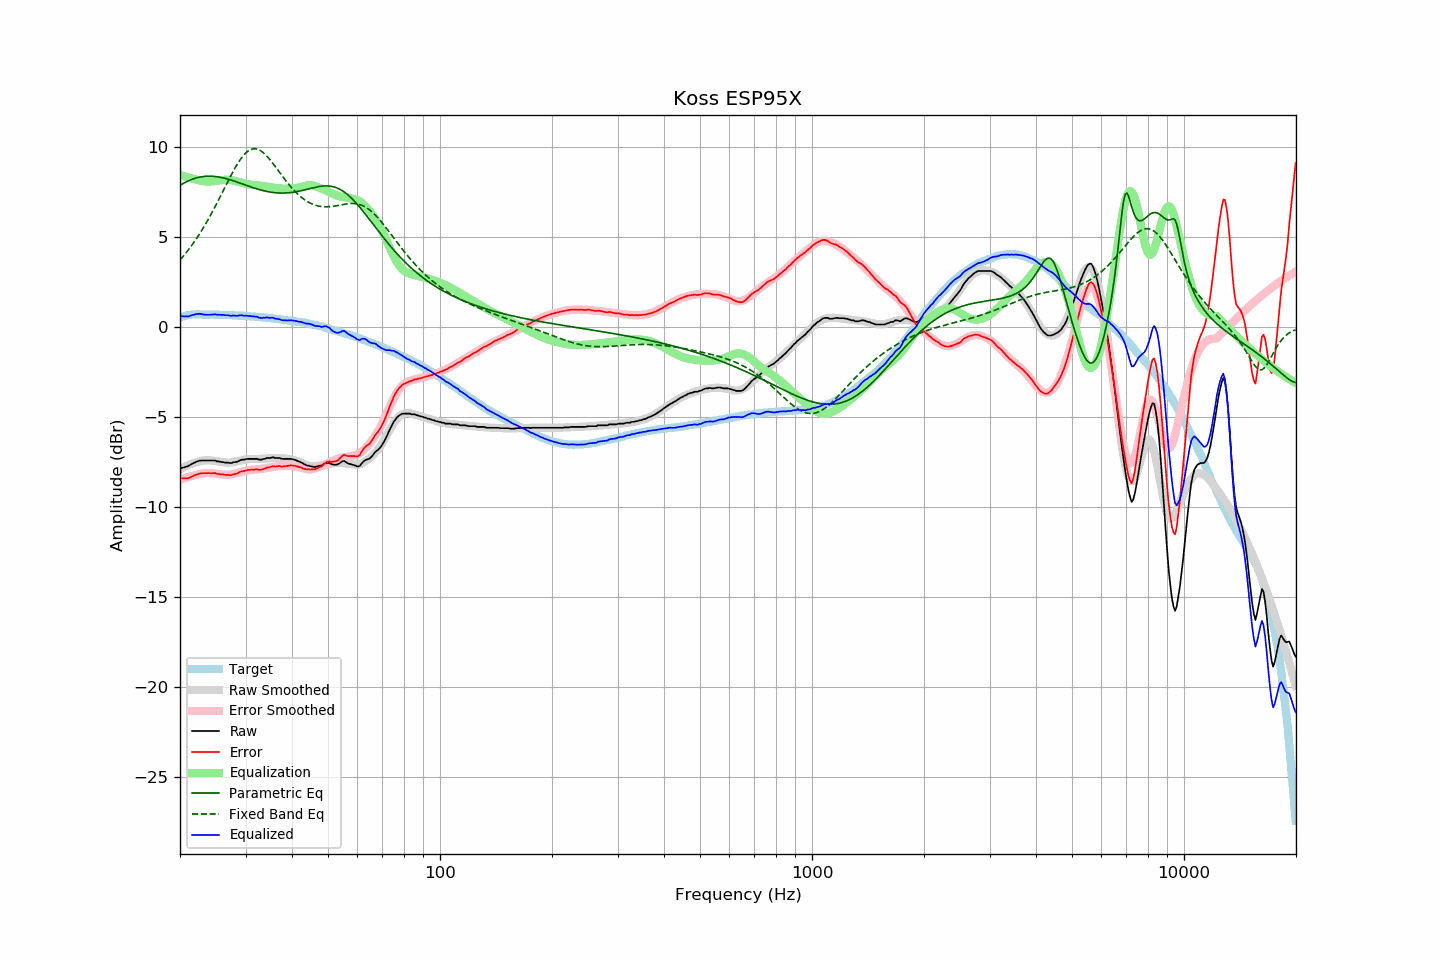 Koss ESP95X
10
5
0
−5
−10
−15
−20
−25
Amplitude (dBr)
Target
Raw Smoothed
Error Smoothed
Raw
Error
Equalization
Parametric Eq
Fixed Band Eq
Equalized
100
1000
10000
Frequency (Hz)